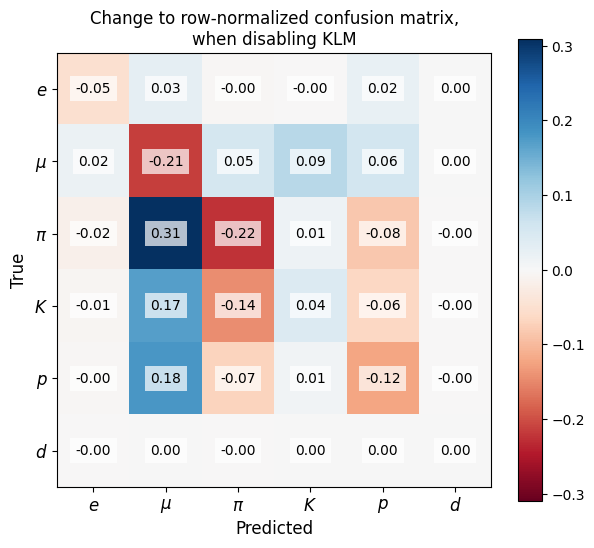 Change to row-normalized confusion matrix,
when disabling KLM
True
e -0.05 0.03 -0.00 -0.00 0.02 0.00
μ 0.02 -0.21 0.05 0.09 0.06 0.00
π -0.02 0.31 -0.22 0.01 -0.08 -0.00
K -0.01 0.17 -0.14 0.04 -0.06 -0.00
p -0.00 0.18 -0.07 0.01 -0.12 -0.00
d -0.00 0.00 -0.00 0.00 0.00 0.00
e μ π K p d
Predicted
0.3
0.2
0.1
0.0
−0.1
−0.2
−0.3